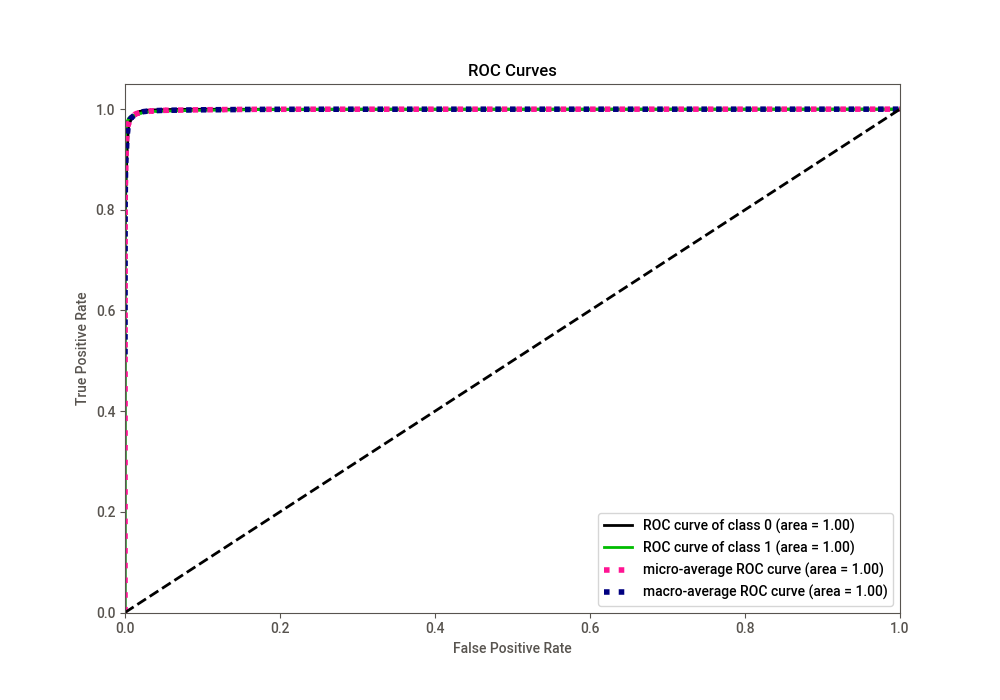 ROC Curves
1.0
0.8
0.6
0.4
0.2
0.0
True Positive Rate
0.0 0.2 0.4 0.6 0.8 1.0
False Positive Rate
ROC curve of class 0 (area = 1.00)
ROC curve of class 1 (area = 1.00)
micro-average ROC curve (area = 1.00)
macro-average ROC curve (area = 1.00)